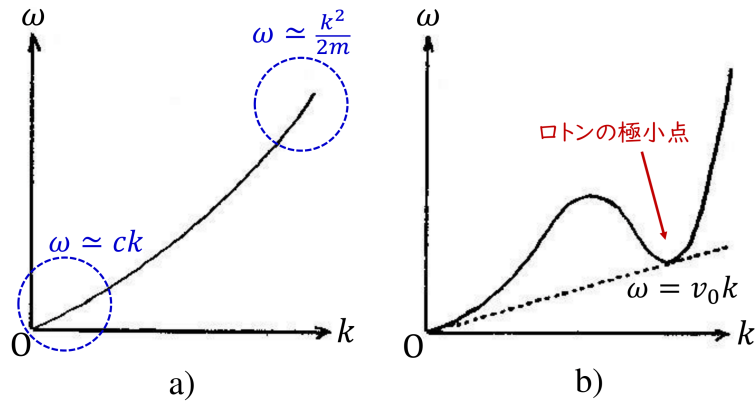 ω
ω ≃ k²/2m
ω ≃ ck
O
k
a)
ω
ロトンの極小点
ω = v₀k
O
k
b)